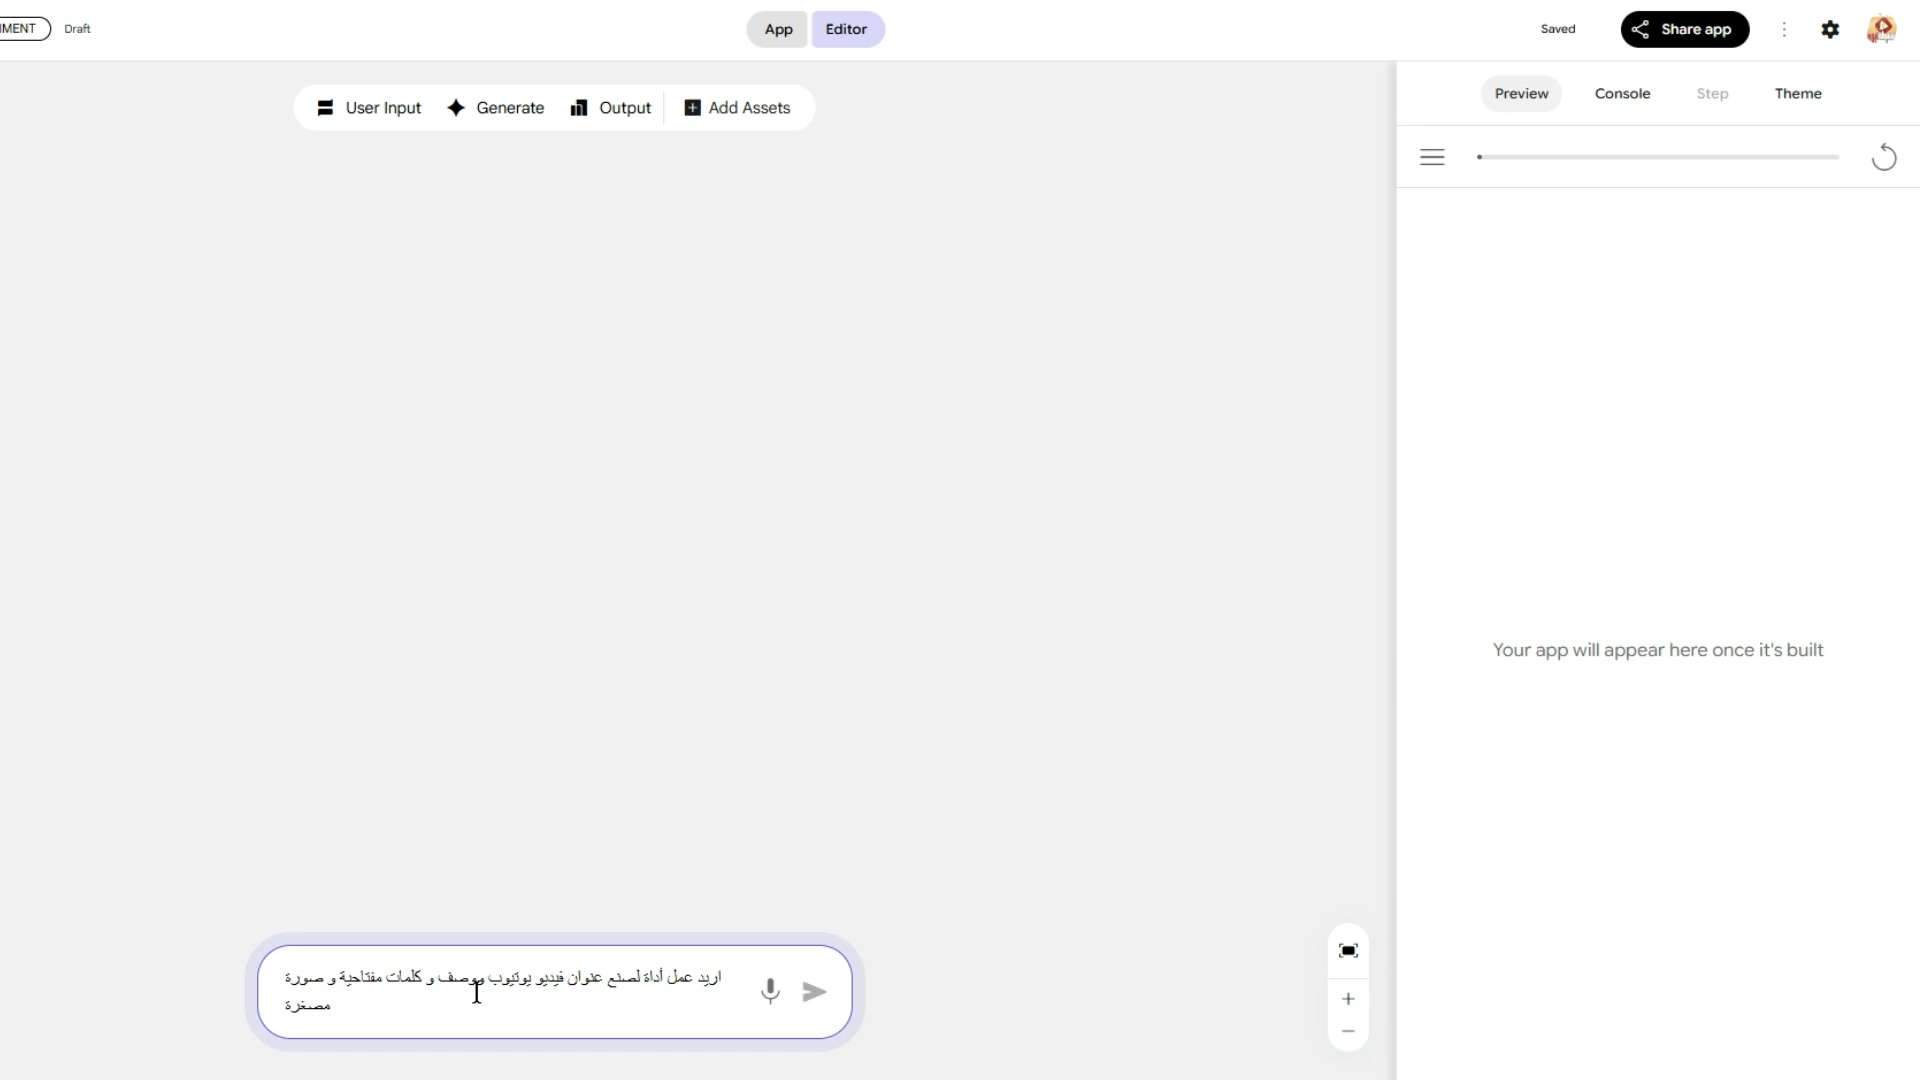 MENT
Draft
App
Editor
Saved
Share app
User Input
Generate
Output
Add Assets
Preview
Console
Step
Theme
Your app will appear here once it's built
اريد عمل أداة لصنع عنوان فيديو يوتيوب ووصف و كلمات مفتاحية و صورة
مصغرة